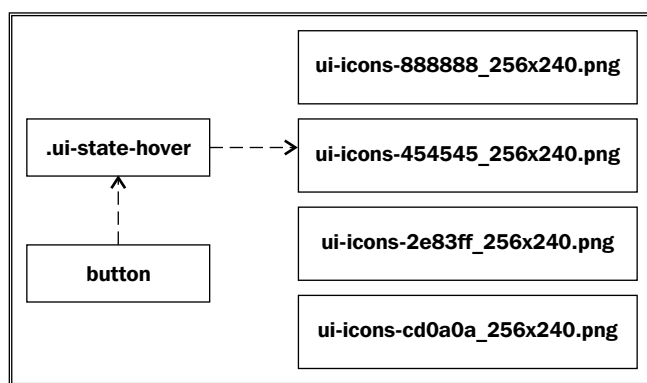 ui-icons-888888_256x240.png
.ui-state-hover
ui-icons-454545_256x240.png
ui-icons-2e83ff_256x240.png
button
ui-icons-cd0a0a_256x240.png